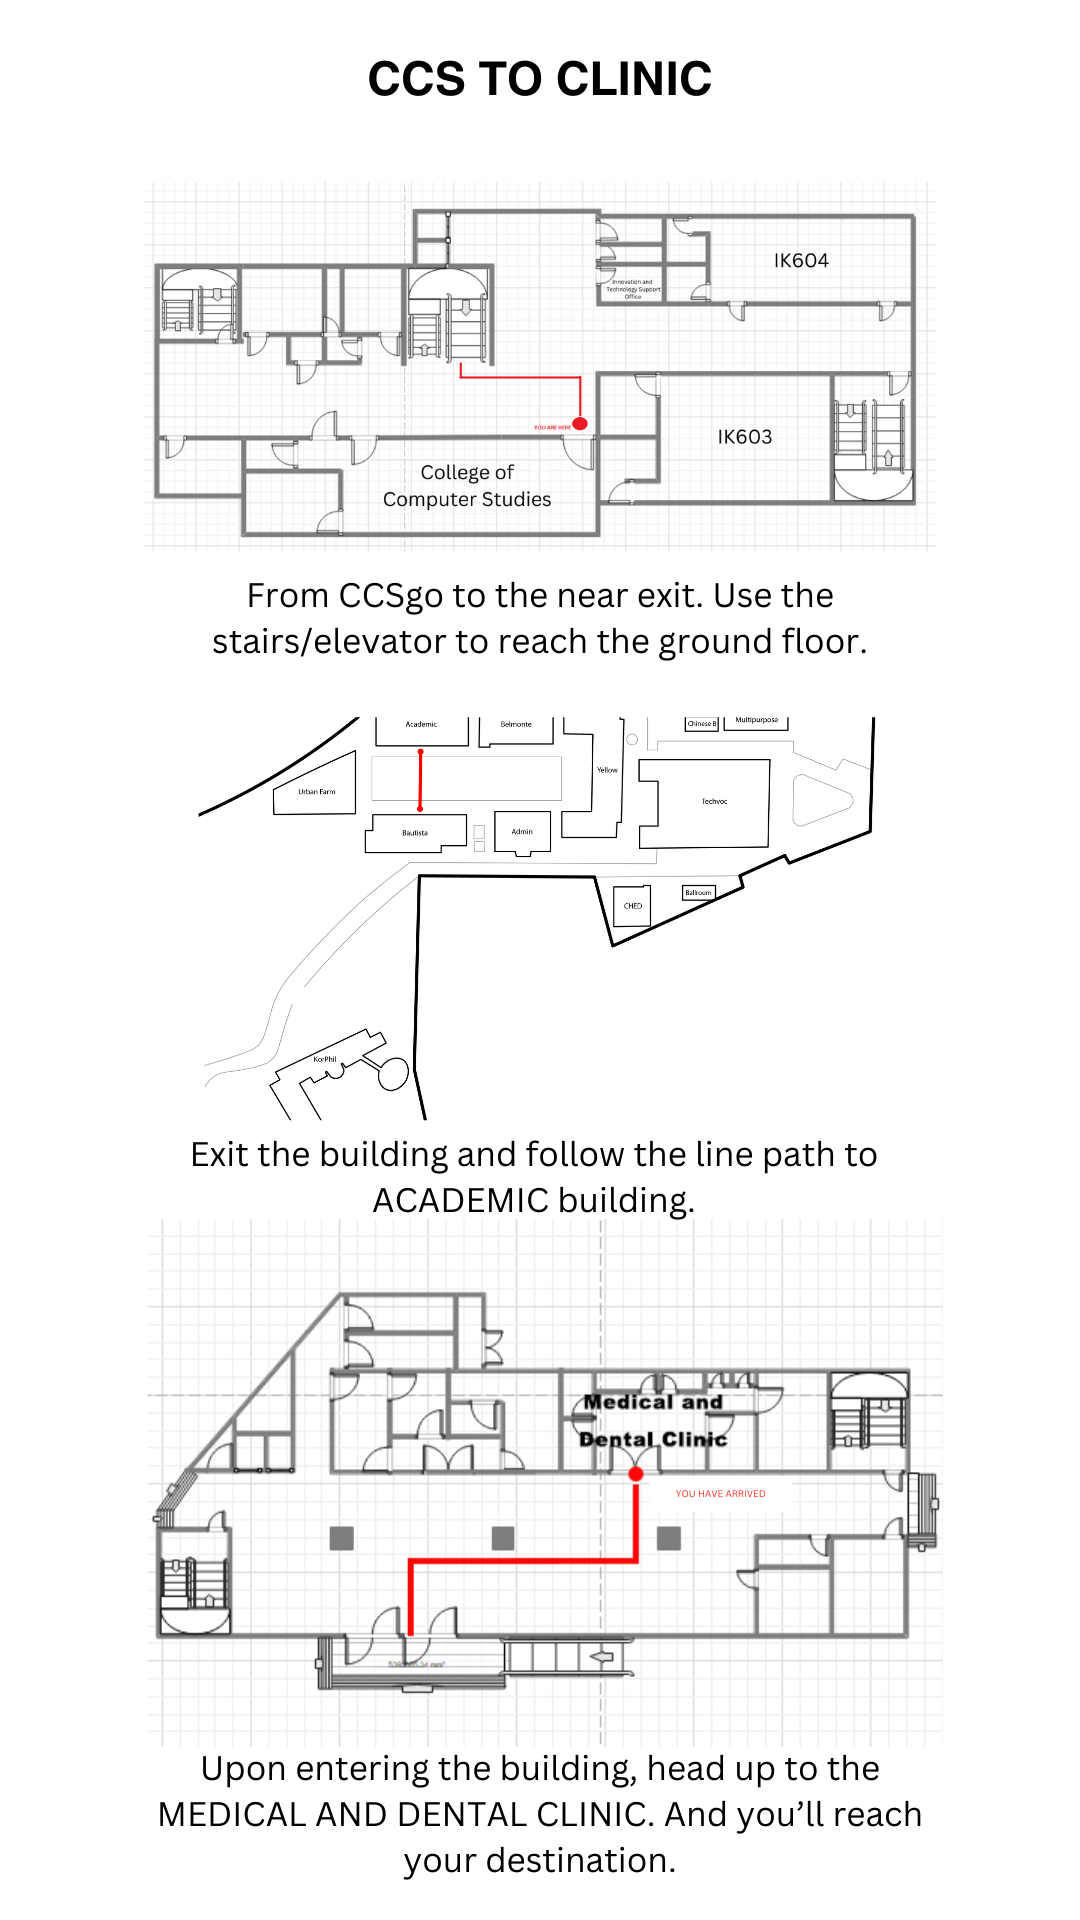 CCS TO CLINIC
IK604
Innovation and
Technology Support
Office
YOU ARE HERE
IK603
College of
Computer Studies
From CCSgo to the near exit. Use the
stairs/elevator to reach the ground floor.
Academic
Belmonte
Chinese B
Multipurpose
Urban Farm
Yellow
Techvoc
Bautista
Admin
CHED
Ballroom
KorPhil
Exit the building and follow the line path to
ACADEMIC building.
Medical and
Dental Clinic
YOU HAVE ARRIVED
Upon entering the building, head up to the
MEDICAL AND DENTAL CLINIC. And you’ll reach
your destination.